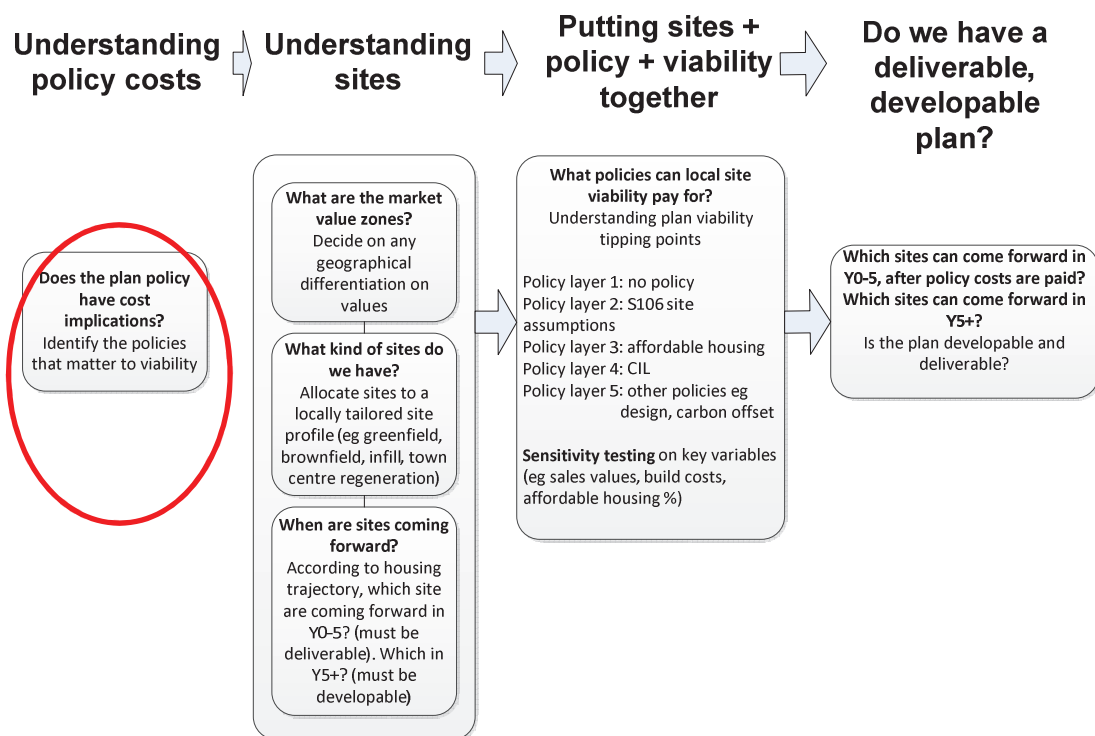 Understanding
policy costs
Understanding
sites
Putting sites +
policy + viability
together
Do we have a
deliverable,
developable
plan?
Does the plan policy
have cost
implications?
Identify the policies
that matter to viability
What are the market
value zones?
Decide on any
geographical
differentiation on
values
What kind of sites do
we have?
Allocate sites to a
locally tailored site
profile (eg greenfield,
brownfield, infill, town
centre regeneration)
When are sites coming
forward?
According to housing
trajectory, which site
are coming forward in
Y0-5? (must be
deliverable). Which in
Y5+? (must be
developable)
What policies can local site
viability pay for?
Understanding plan viability
tipping points
Policy layer 1: no policy
Policy layer 2: S106 site
assumptions
Policy layer 3: affordable housing
Policy layer 4: CIL
Policy layer 5: other policies eg
design, carbon offset
Sensitivity testing on key variables
(eg sales values, build costs,
affordable housing %)
Which sites can come forward in
Y0-5, after policy costs are paid?
Which sites can come forward in
Y5+?
Is the plan developable and
deliverable?